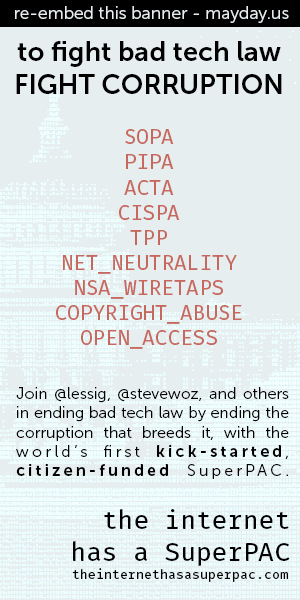 re-embed this banner - mayday.us
to fight bad tech law
FIGHT CORRUPTION
SOPA
PIPA
ACTA
CISPA
TPP
NET_NEUTRALITY
NSA_WIRETAPS
COPYRIGHT_ABUSE
OPEN_ACCESS
Join @lessig, @stevewoz, and others
in ending bad tech law by ending the
corruption that breeds it, with the
world's first kick-started,
citizen-funded SuperPAC.
the internet
has a SuperPAC
theinternethasasuperpac.com